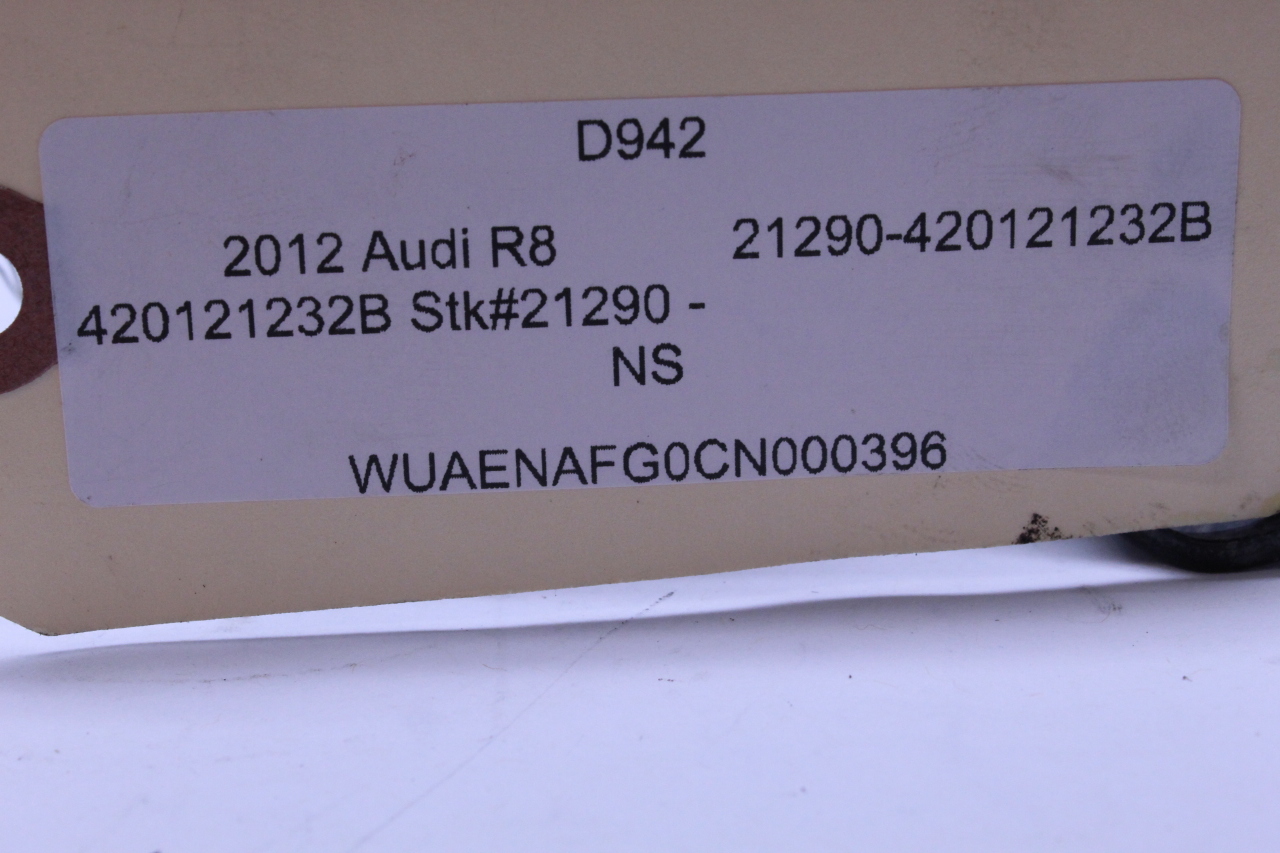 D942
2012 Audi R8 21290-420121232B
420121232B Stk#21290 -
NS
WUAENAFG0CN000396